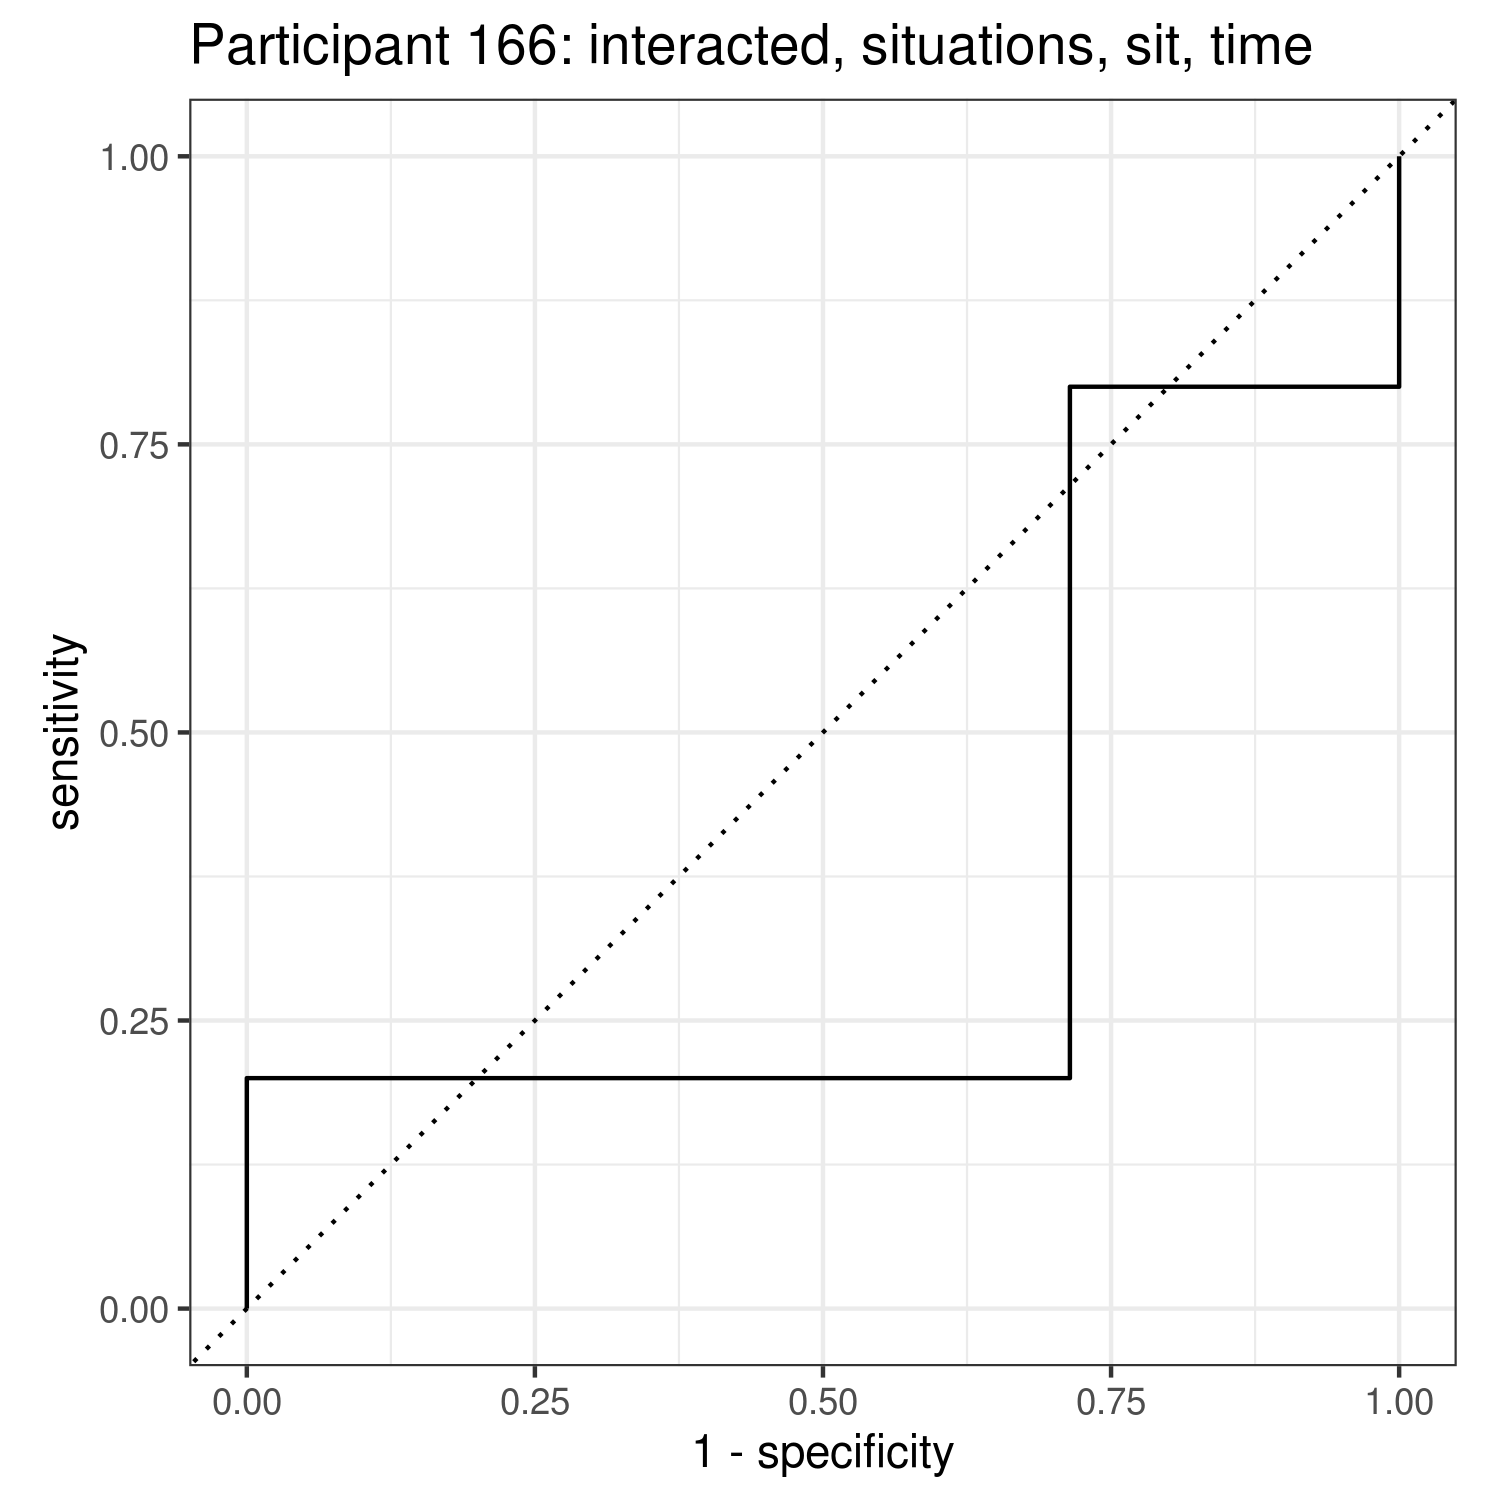 Participant 166: interacted, situations, sit, time
1.00
0.75
0.50
0.25
0.00
sensitivity
0.00 0.25 0.50 0.75 1.00
1 - specificity